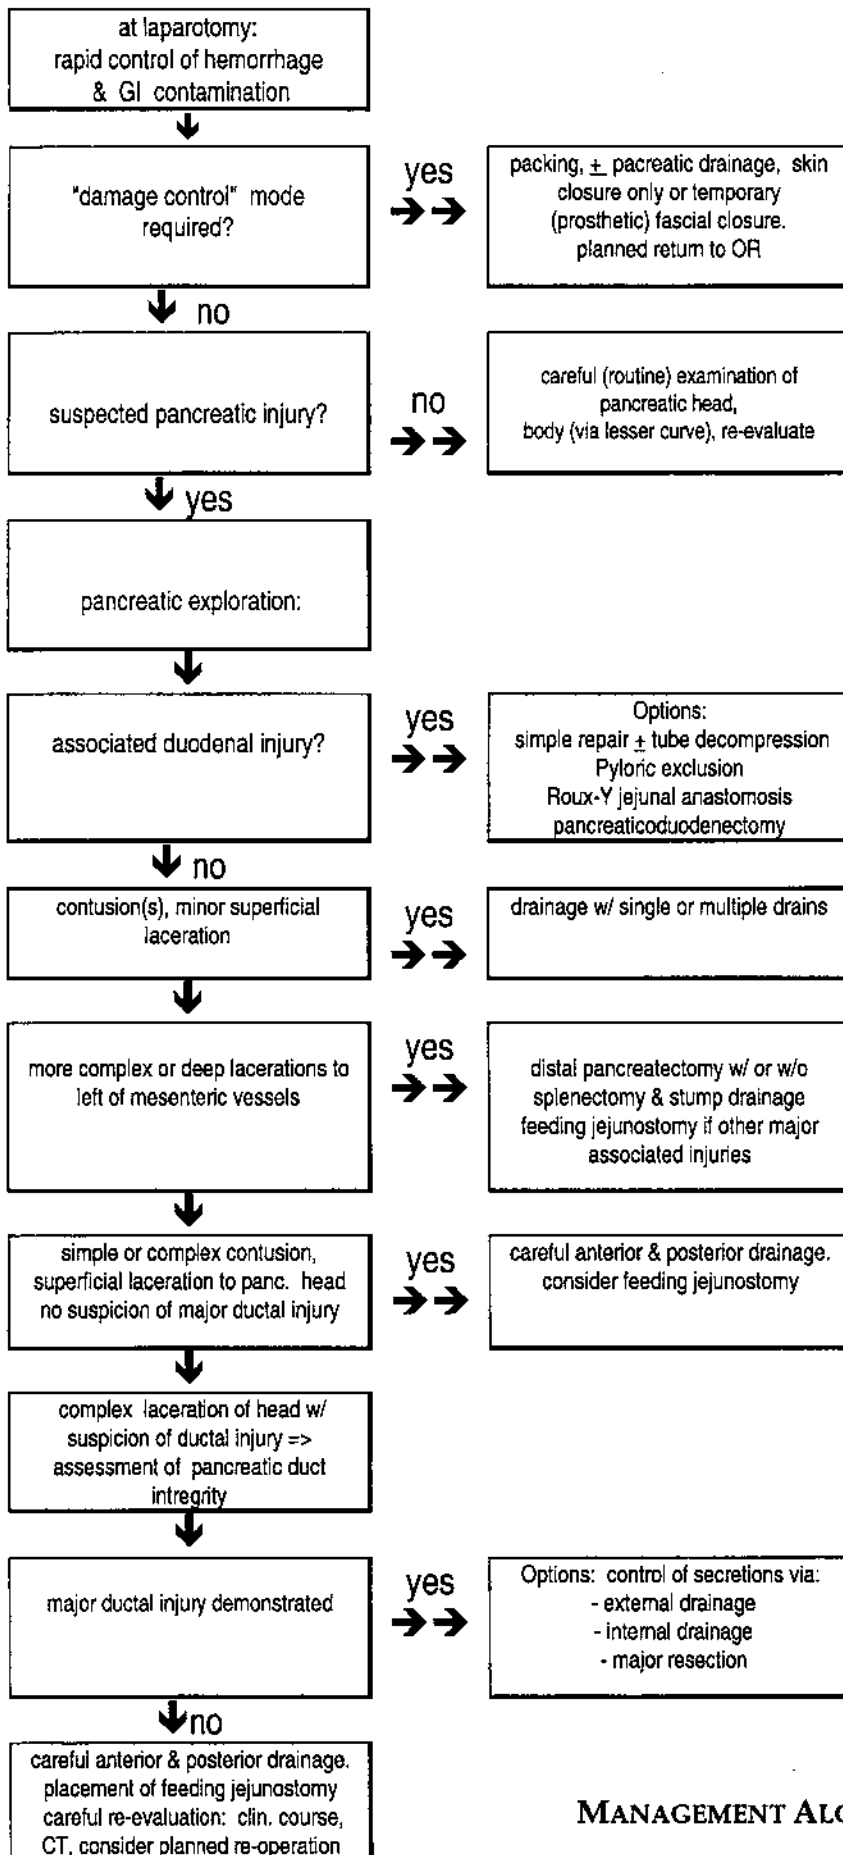 at laparotomy:
rapid control of hemorrhage
& GI contamination
"damage control" mode
required?
yes
packing, ± pacreatic drainage, skin
closure only or temporary
(prosthetic) fascial closure.
planned return to OR
no
suspected pancreatic injury?
no
careful (routine) examination of
pancreatic head,
body (via lesser curve), re-evaluate
yes
pancreatic exploration:
associated duodenal injury?
yes
Options:
simple repair ± tube decompression
Pyloric exclusion
Roux-Y jejunal anastomosis
pancreaticoduodenectomy
no
contusion(s), minor superficial
laceration
yes
drainage w/ single or multiple drains
more complex or deep lacerations to
left of mesenteric vessels
yes
distal pancreatectomy w/ or w/o
splenectomy & stump drainage
feeding jejunostomy if other major
associated injuries
simple or complex contusion,
superficial laceration to panc. head
no suspicion of major ductal injury
yes
careful anterior & posterior drainage.
consider feeding jejunostomy
complex laceration of head w/
suspicion of ductal injury =>
assessment of pancreatic duct
intregrity
major ductal injury demonstrated
yes
Options: control of secretions via:
- external drainage
- internal drainage
- major resection
no
careful anterior & posterior drainage.
placement of feeding jejunostomy
careful re-evaluation: clin. course,
CT, consider planned re-operation
MANAGEMENT